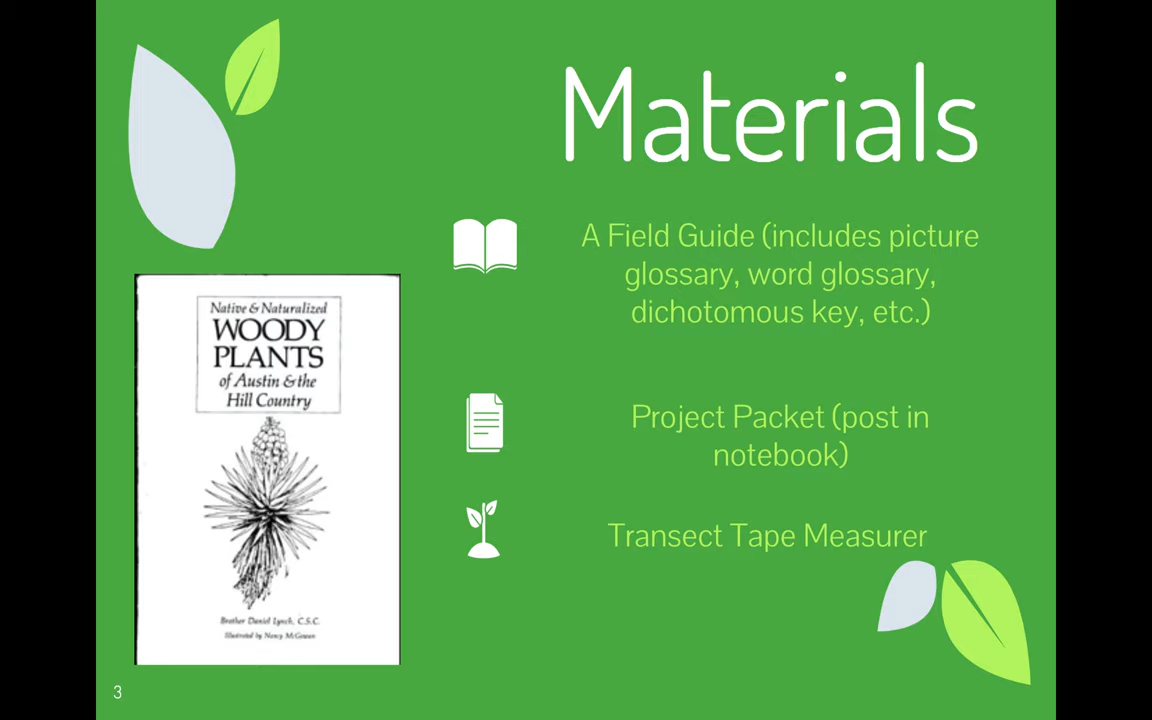 Materials
A Field Guide (includes picture
glossary, word glossary,
dichotomous key, etc.)
Native & Naturalized
WOODY
PLANTS
of Austin & the
Hill Country
Project Packet (post in
notebook)
Transect Tape Measurer
Brother Daniel Lynch, C.S.C.
Illustrated by Nancy McGowan
3